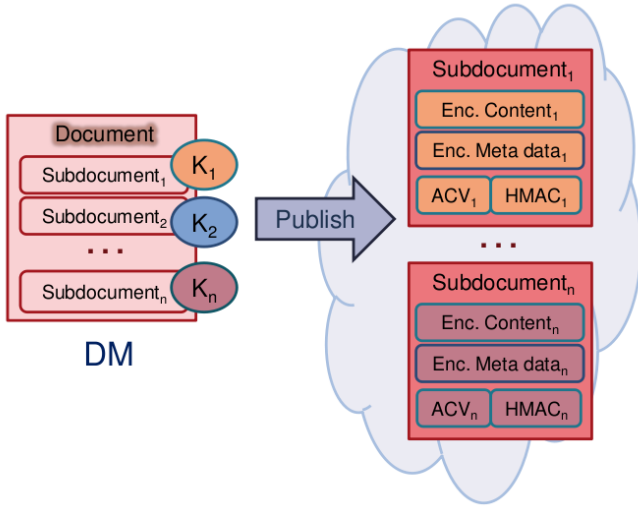 Document
Subdocument₁
K₁
Subdocument₂
K₂
...
Subdocumentₙ
Kₙ
DM
Publish
Subdocument₁
Enc. Content₁
Enc. Meta data₁
ACV₁ HMAC₁
...
Subdocumentₙ
Enc. Contentₙ
Enc. Meta dataₙ
ACVₙ HMACₙ